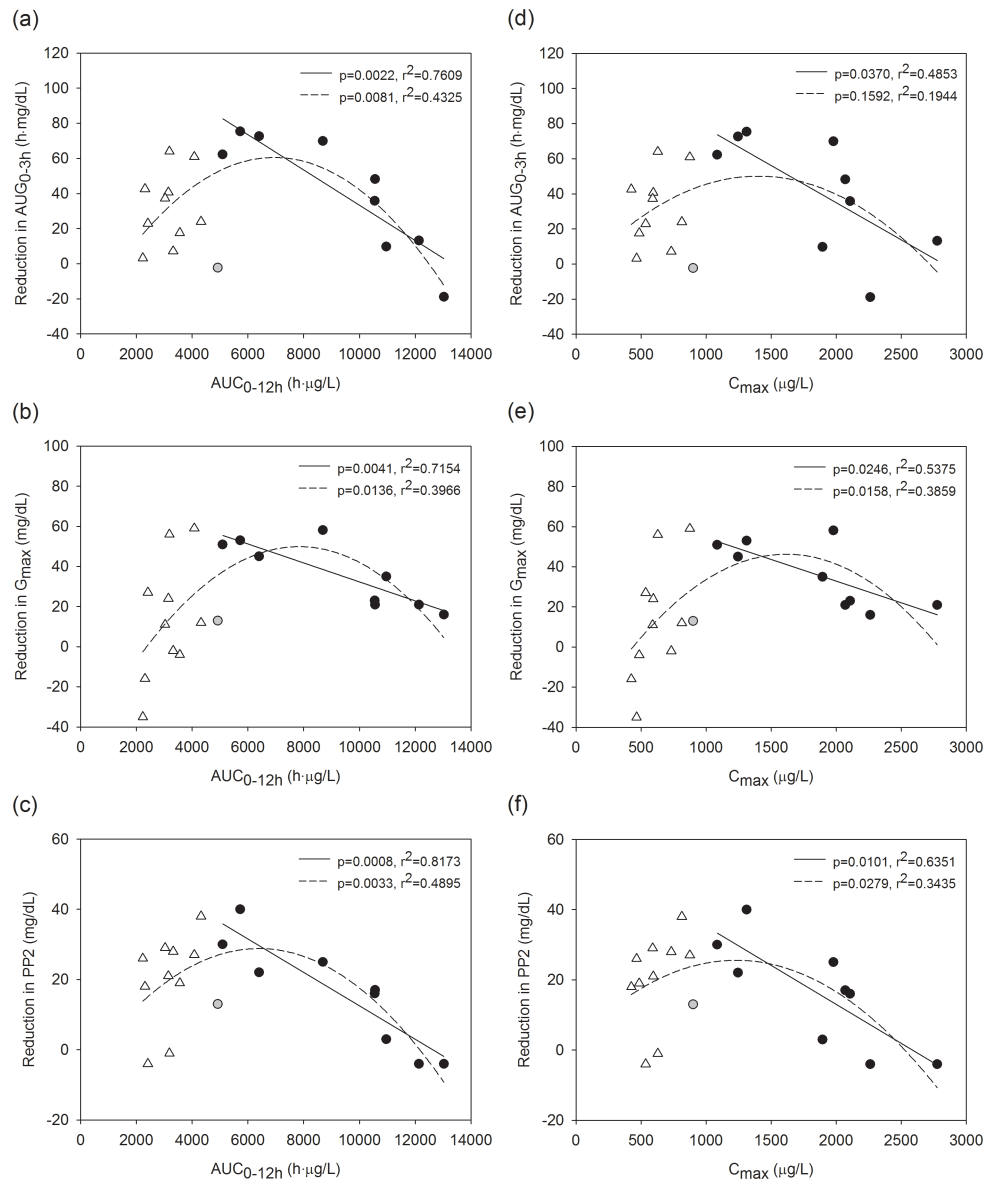 (a)
120
100
80
60
40
20
0
-20
-40
Reduction in AUG0-3h (h·mg/dL)
p=0.0022, r2=0.7609
p=0.0081, r2=0.4325
0 2000 4000 6000 8000 10000 12000 14000
AUC0-12h (h·μg/L)
(d)
120
100
80
60
40
20
0
-20
-40
Reduction in AUG0-3h (h·mg/dL)
p=0.0370, r2=0.4853
p=0.1592, r2=0.1944
0 500 1000 1500 2000 2500 3000
Cmax (μg/L)
(b)
100
80
60
40
20
0
-20
-40
Reduction in Gmax (mg/dL)
p=0.0041, r2=0.7154
p=0.0136, r2=0.3966
0 2000 4000 6000 8000 10000 12000 14000
AUC0-12h (h·μg/L)
(e)
100
80
60
40
20
0
-20
-40
Reduction in Gmax (mg/dL)
p=0.0246, r2=0.5375
p=0.0158, r2=0.3859
0 500 1000 1500 2000 2500 3000
Cmax (μg/L)
(c)
60
40
20
0
-20
Reduction in PP2 (mg/dL)
p=0.0008, r2=0.8173
p=0.0033, r2=0.4895
0 2000 4000 6000 8000 10000 12000 14000
AUC0-12h (h·μg/L)
(f)
60
40
20
0
-20
Reduction in PP2 (mg/dL)
p=0.0101, r2=0.6351
p=0.0279, r2=0.3435
0 500 1000 1500 2000 2500 3000
Cmax (μg/L)